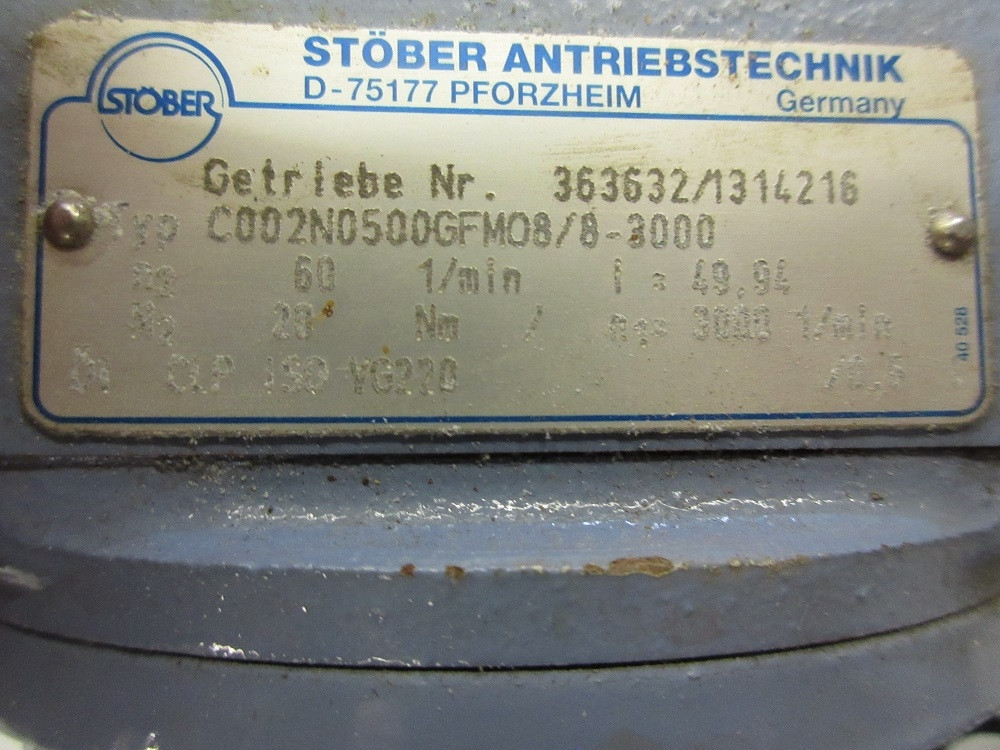 STÖBER
STÖBER ANTRIEBSTECHNIK
D-75177 PFORZHEIM
Germany
Getriebe Nr. 363632/1314216
Typ C002N0500GFM08/8-3000
60 1/min i = 49,94
Nm / 3000 1/min
CLP ISO VG220
40 528